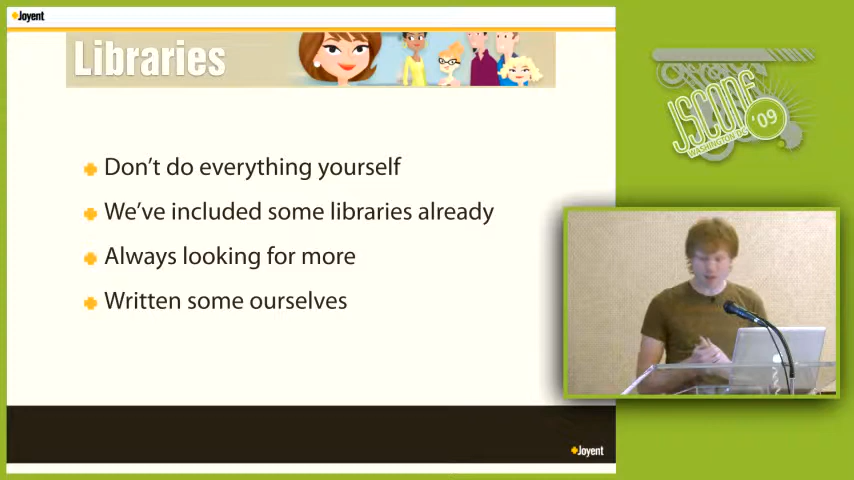 Joyent
Libraries
Don't do everything yourself
We've included some libraries already
Always looking for more
Written some ourselves
Joyent
JSCONF
'09
WASHINGTON D.C.